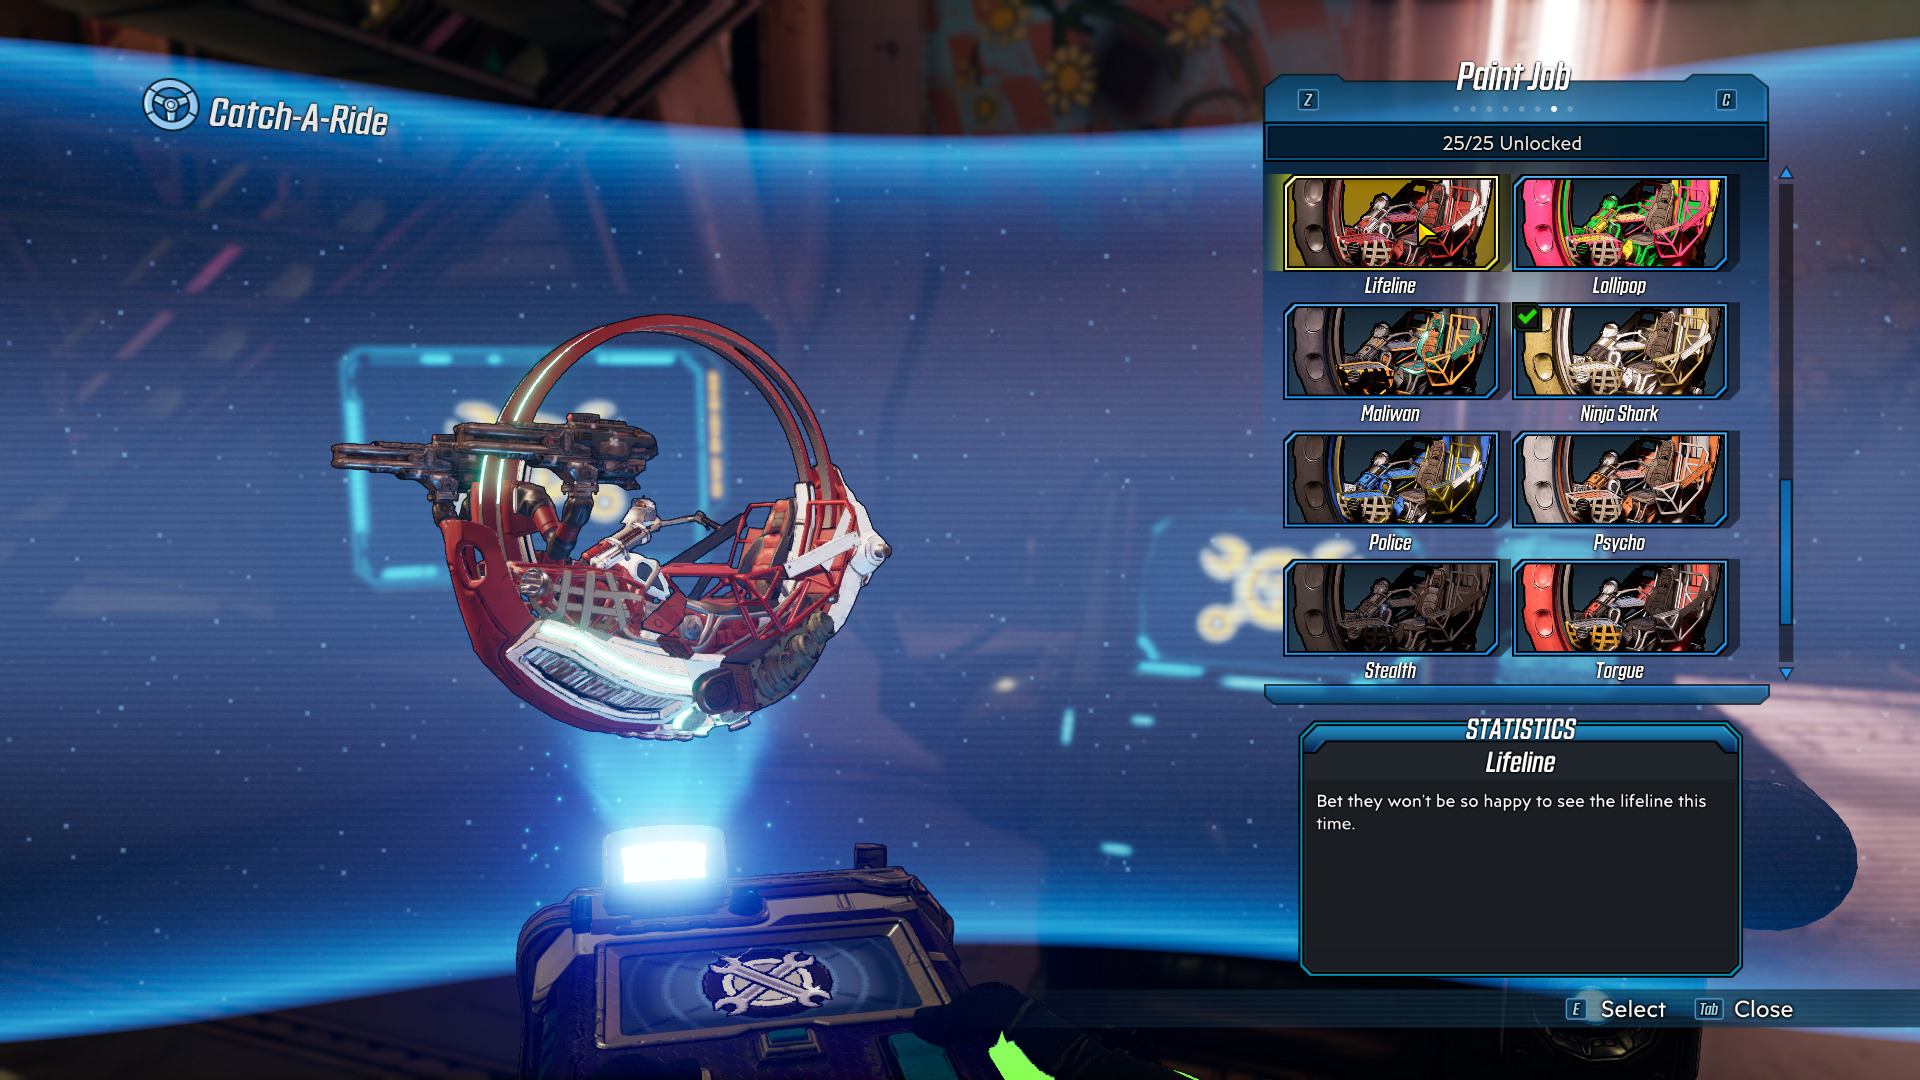 Catch-A-Ride
Paint Job
Z
C
25/25 Unlocked
Lifeline
Lollipop
Maliwan
Ninja Shark
Police
Psycho
Stealth
Torgue
STATISTICS
Lifeline
Bet they won't be so happy to see the lifeline this
time.
E Select
Tab Close